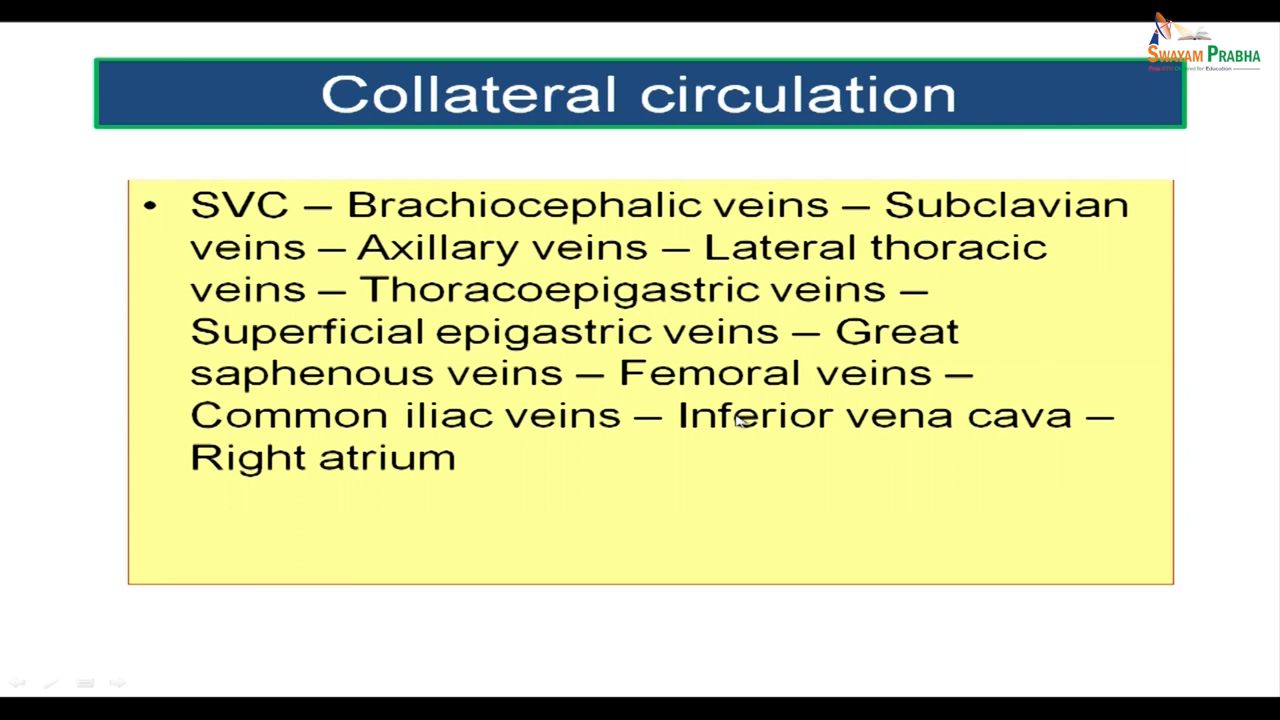 SWAYAM PRABHA
Collateral circulation
• SVC – Brachiocephalic veins – Subclavian
veins – Axillary veins – Lateral thoracic
veins – Thoracoepigastric veins –
Superficial epigastric veins – Great
saphenous veins – Femoral veins –
Common iliac veins – Inferior vena cava –
Right atrium